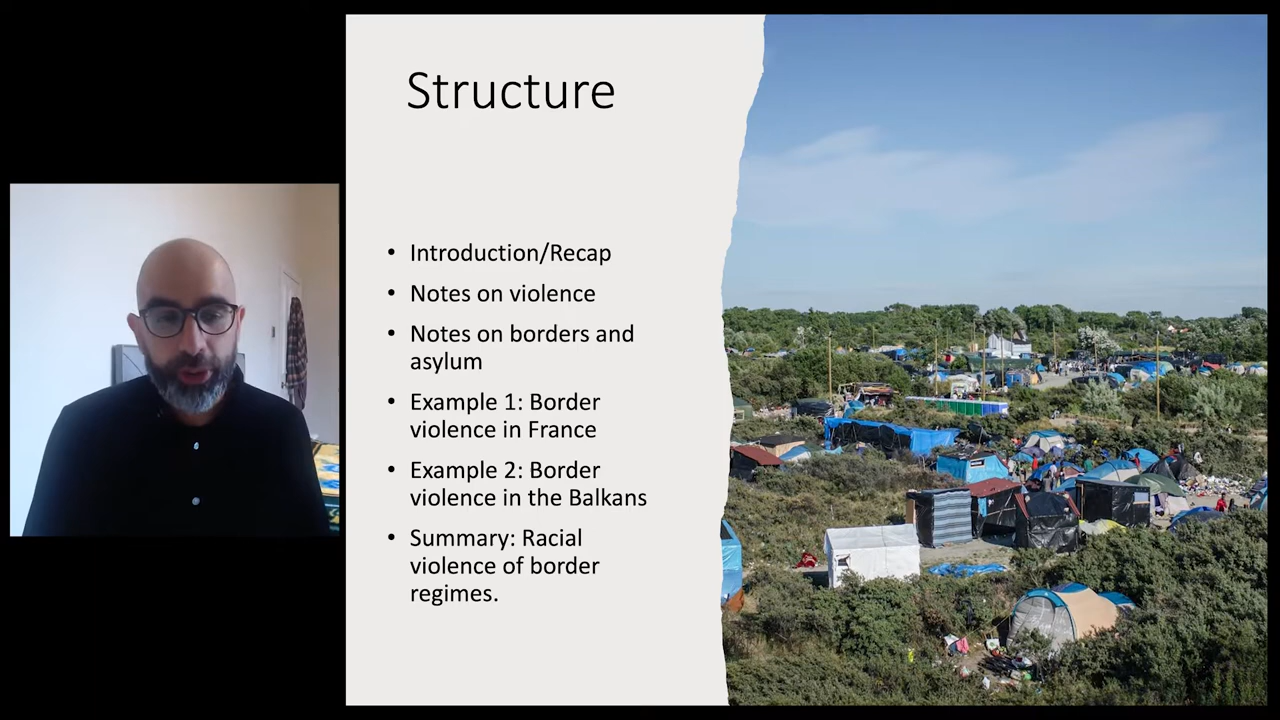 Structure
• Introduction/Recap
• Notes on violence
• Notes on borders and
asylum
• Example 1: Border
violence in France
• Example 2: Border
violence in the Balkans
• Summary: Racial
violence of border
regimes.